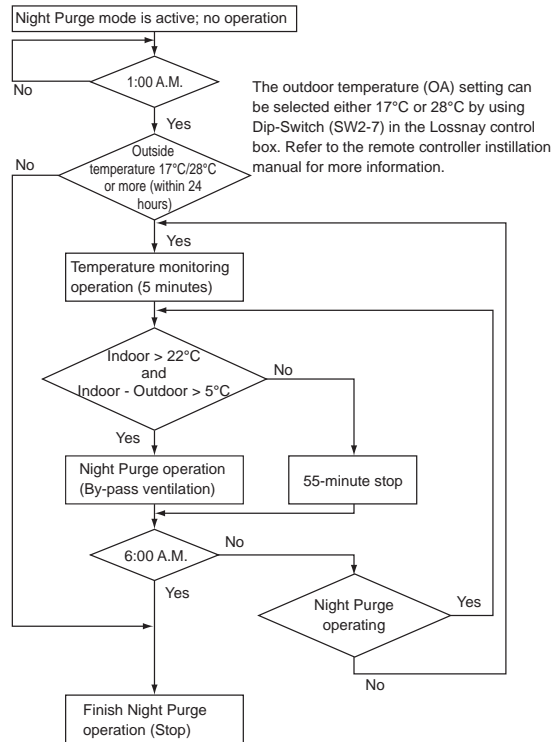 Night Purge mode is active; no operation
1:00 A.M.
No
Yes
The outdoor temperature (OA) setting can
be selected either 17°C or 28°C by using
Dip-Switch (SW2-7) in the Lossnay control
box. Refer to the remote controller instillation
manual for more information.
Outside
temperature 17°C/28°C
or more (within 24
hours)
No
Yes
Temperature monitoring
operation (5 minutes)
Indoor > 22°C
and
Indoor - Outdoor > 5°C
No
Yes
Night Purge operation
(By-pass ventilation)
55-minute stop
6:00 A.M.
No
Yes
Night Purge
operating
Yes
No
Finish Night Purge
operation (Stop)